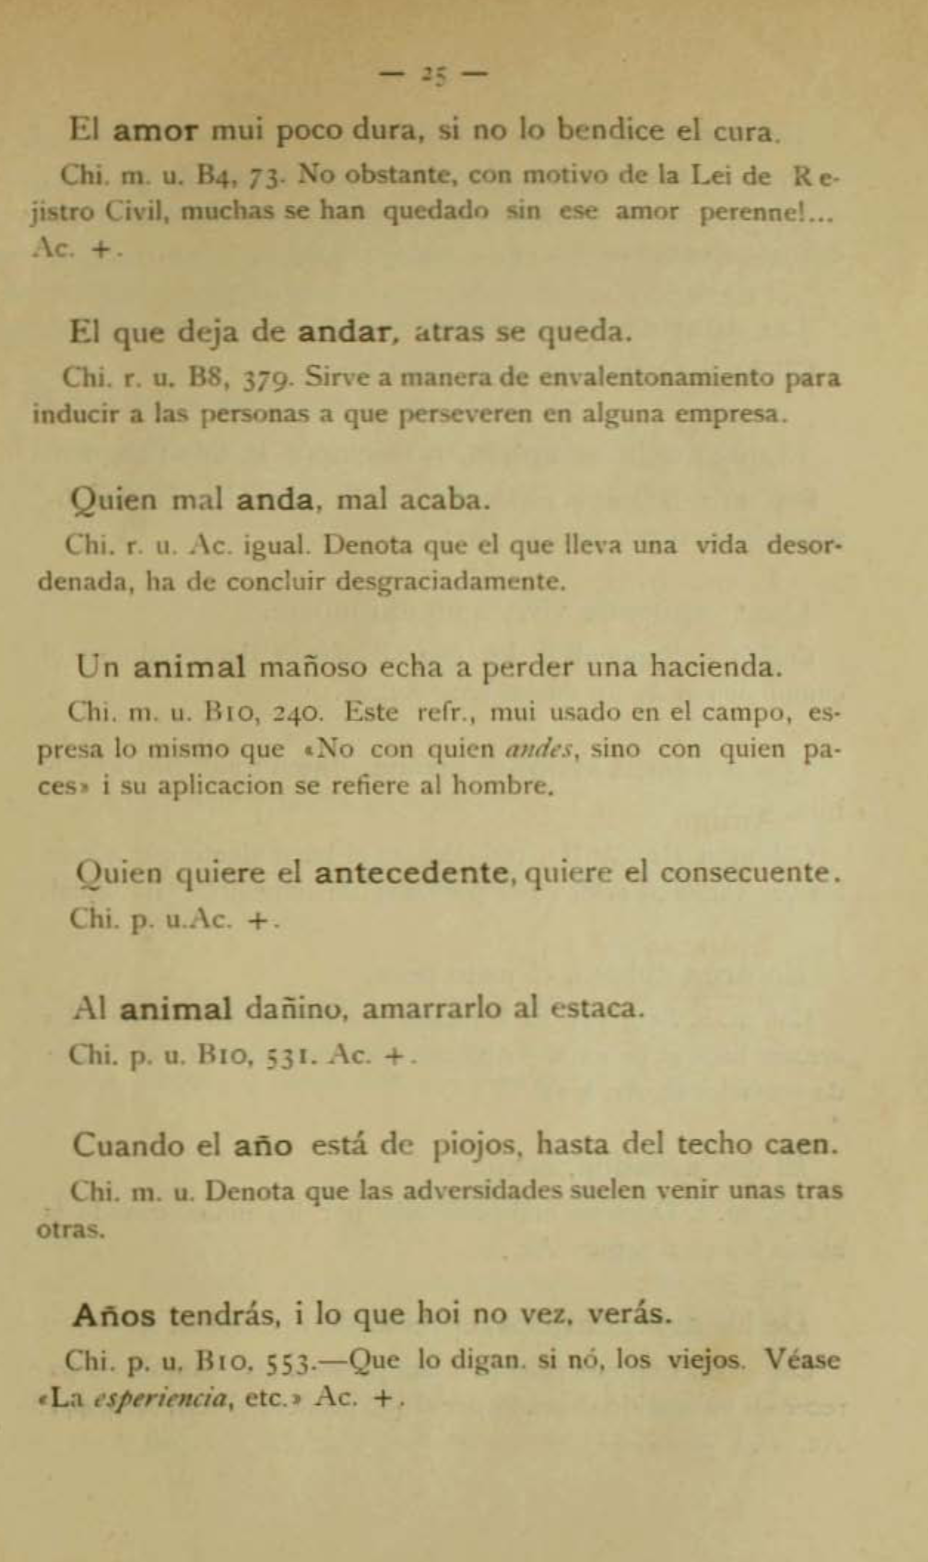 — 25 —
El amor mui poco dura, si no lo bendice el cura.
Chi. m. u. B4, 73. No obstante, con motivo de la Lei de Re-
jistro Civil, muchas se han quedado sin ese amor perenne!...
Ac. +.
El que deja de andar, atras se queda.
Chi. r. u. B8, 379. Sirve a manera de envalentonamiento para
inducir a las personas a que perseveren en alguna empresa.
Quien mal anda, mal acaba.
Chi. r. u. Ac. igual. Denota que el que lleva una vida desor-
denada, ha de concluir desgraciadamente.
Un animal mañoso echa a perder una hacienda.
Chi. m. u. B10, 240. Este refr., mui usado en el campo, es-
presa lo mismo que «No con quien andes, sino con quien pa-
ces» i su aplicacion se refiere al hombre.
Quien quiere el antecedente, quiere el consecuente.
Chi. p. u. Ac. +.
Al animal dañino, amarrarlo al estaca.
Chi. p. u. B10, 531. Ac. +.
Cuando el año está de piojos, hasta del techo caen.
Chi. m. u. Denota que las adversidades suelen venir unas tras
otras.
Años tendrás, i lo que hoi no vez, verás.
Chi. p. u. B10. 553.—Que lo digan. si nó, los viejos. Véase
«La esperiencia, etc.» Ac. +.